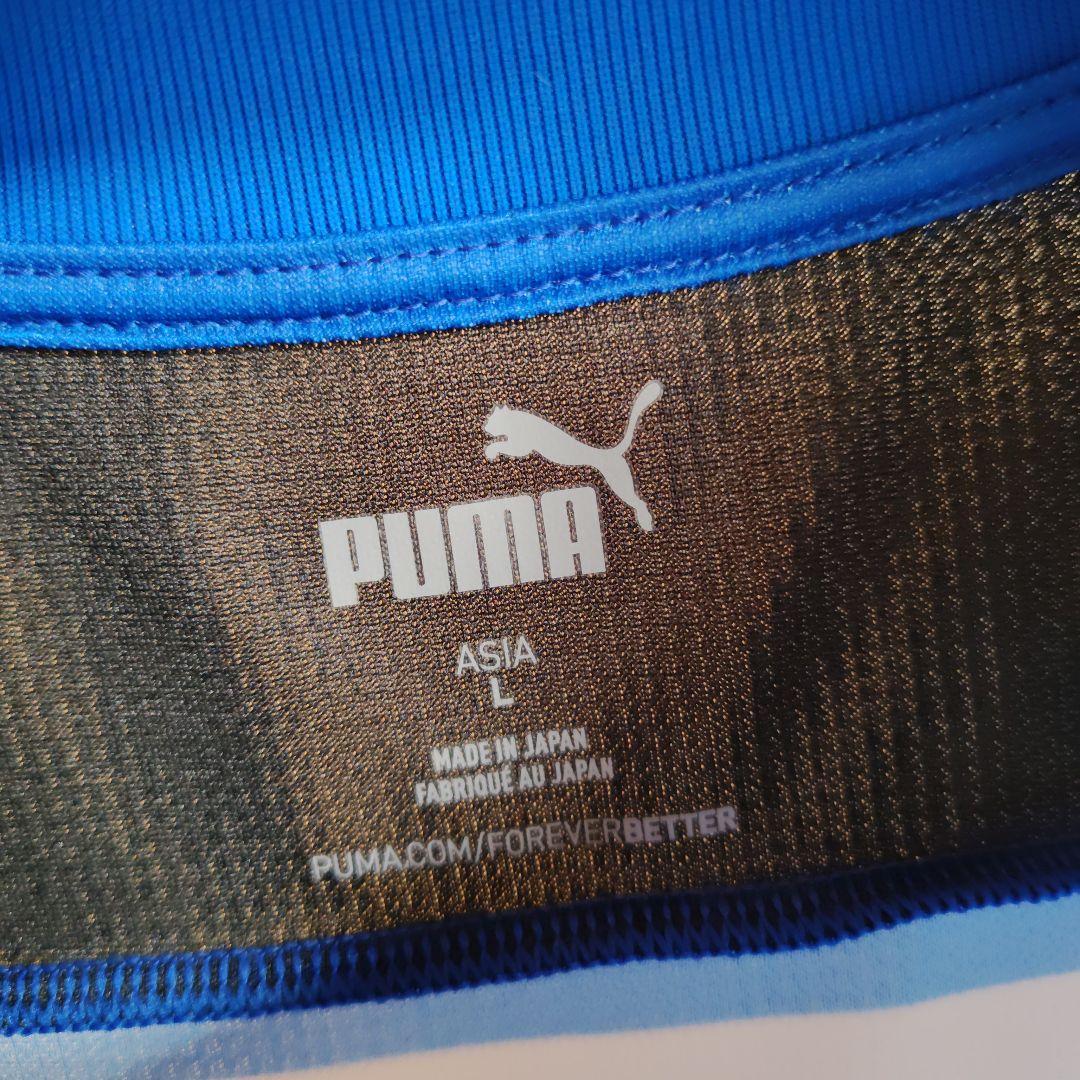 PUMA
ASIA
L
MADE IN JAPAN
FABRIQUÉ AU JAPAN
PUMA.COM/FOREVERBETTER